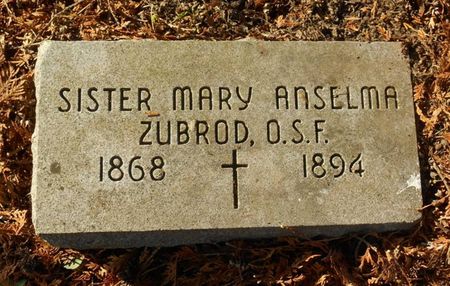 SISTER MARY ANSELMA
ZUBROD, O.S.F.
1868 † 1894